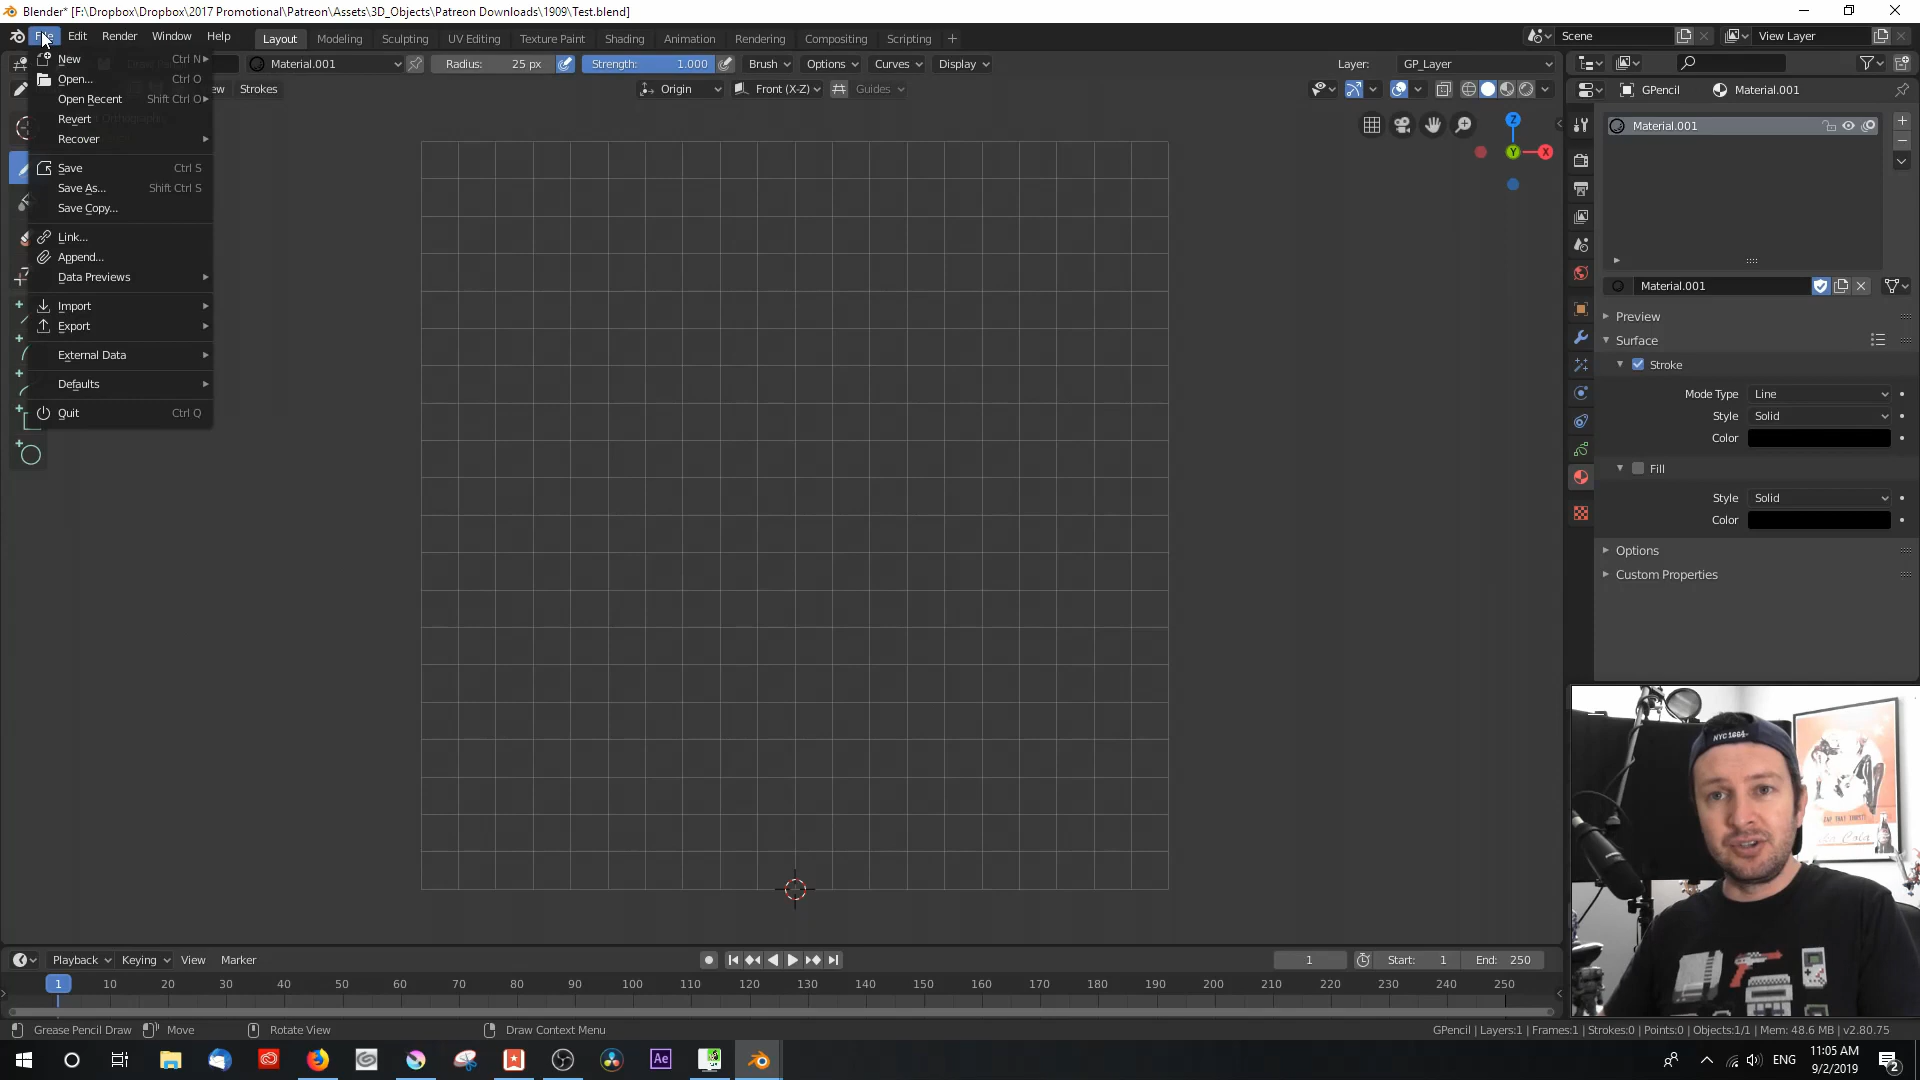 Blender* [F:\Dropbox\Dropbox\2017 Promotional\Patreon\Assets\3D_Objects\Patreon Downloads\1909\Test.blend]
File Edit Render Window Help Layout Modeling Sculpting UV Editing Texture Paint Shading Animation Rendering Compositing Scripting + Scene View Layer
Material.001 Radius: 25 px Strength: 1.000 Brush Options Curves Display Layer: GP_Layer
Strokes Origin Front (X-Z) Guides GPencil Material.001
New Ctrl N
Open... Ctrl O
Open Recent Shift Ctrl O
Revert
Recover
Save Ctrl S
Save As... Shift Ctrl S
Save Copy...
Link...
Append...
Data Previews
Import
Export
External Data
Defaults
Quit Ctrl Q
Z
Y X
Material.001
Material.001
Preview
Surface
Stroke
Mode Type Line
Style Solid
Color
Fill
Style Solid
Color
Options
Custom Properties
NYC 1664
Playback Keying View Marker 1 Start: 1 End: 250
1 10 20 30 40 50 60 70 80 90 100 110 120 130 140 150 160 170 180 190 200 210 220 230 240 250
Grease Pencil Draw Move Rotate View Draw Context Menu GPencil | Layers:1 | Frames:1 | Strokes:0 | Points:0 | Objects:1/1 | Mem: 48.6 MB | v2.80.75
Ae ENG 11:05 AM
9/2/2019 2